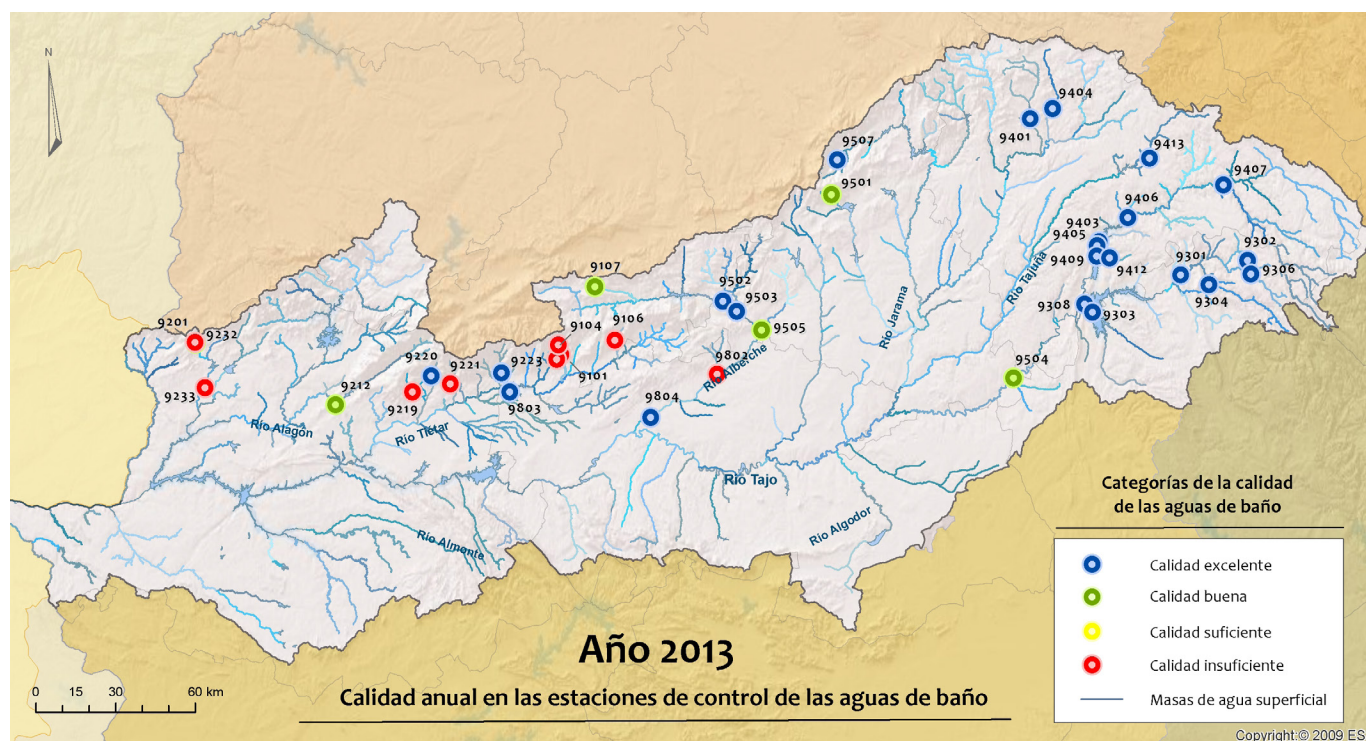 N
9404
9401
9507
9413
9501
9407
9406
9403
9405
9302
9301
9409
9412
9306
9107
9304
9502
9503
9308
9303
Río Tajuña
Río Jarama
9201
9232
9104
9106
9505
9220
9221
9223
9802
Río Alberche
9101
9504
9233
9212
9219
9803
9804
Río Alagón
Río Tiétar
Río Tajo
Río Algodor
Río Almonte
Categorías de la calidad
de las aguas de baño
Calidad excelente
Calidad buena
Calidad suficiente
Calidad insuficiente
Masas de agua superficial
Año 2013
Calidad anual en las estaciones de control de las aguas de baño
0 15 30 60 km
Copyright:© 2009 ES